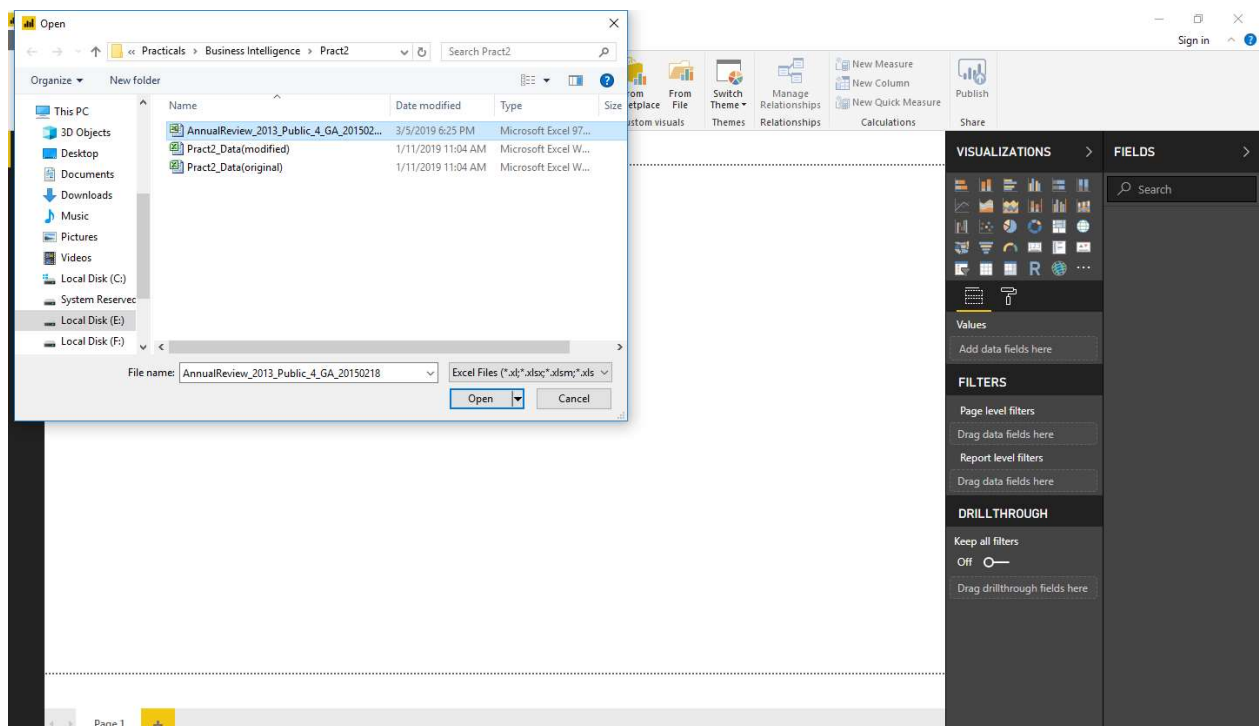 Open
« Practicals > Business Intelligence > Pract2
Search Pract2
Organize
New folder
This PC
3D Objects
Desktop
Documents
Downloads
Music
Pictures
Videos
Local Disk (C:)
System Reserved
Local Disk (E:)
Local Disk (F:)
Name Date modified Type Size
AnnualReview_2013_Public_4_GA_201502... 3/5/2019 6:25 PM Microsoft Excel 97...
Pract2_Data(modified) 1/11/2019 11:04 AM Microsoft Excel W...
Pract2_Data(original) 1/11/2019 11:04 AM Microsoft Excel W...
File name: AnnualReview_2013_Public_4_GA_20150218
Excel Files (*.xl;*.xlsx;*.xlsm;*.xls
Open Cancel
Sign in
From File
Switch Theme
Manage Relationships
New Measure
New Column
New Quick Measure
Publish
visuals Themes Relationships Calculations Share
VISUALIZATIONS
R
Values
Add data fields here
FILTERS
Page level filters
Drag data fields here
Report level filters
Drag data fields here
DRILLTHROUGH
Keep all filters
Off
Drag drillthrough fields here
FIELDS
Search
Page 1 +